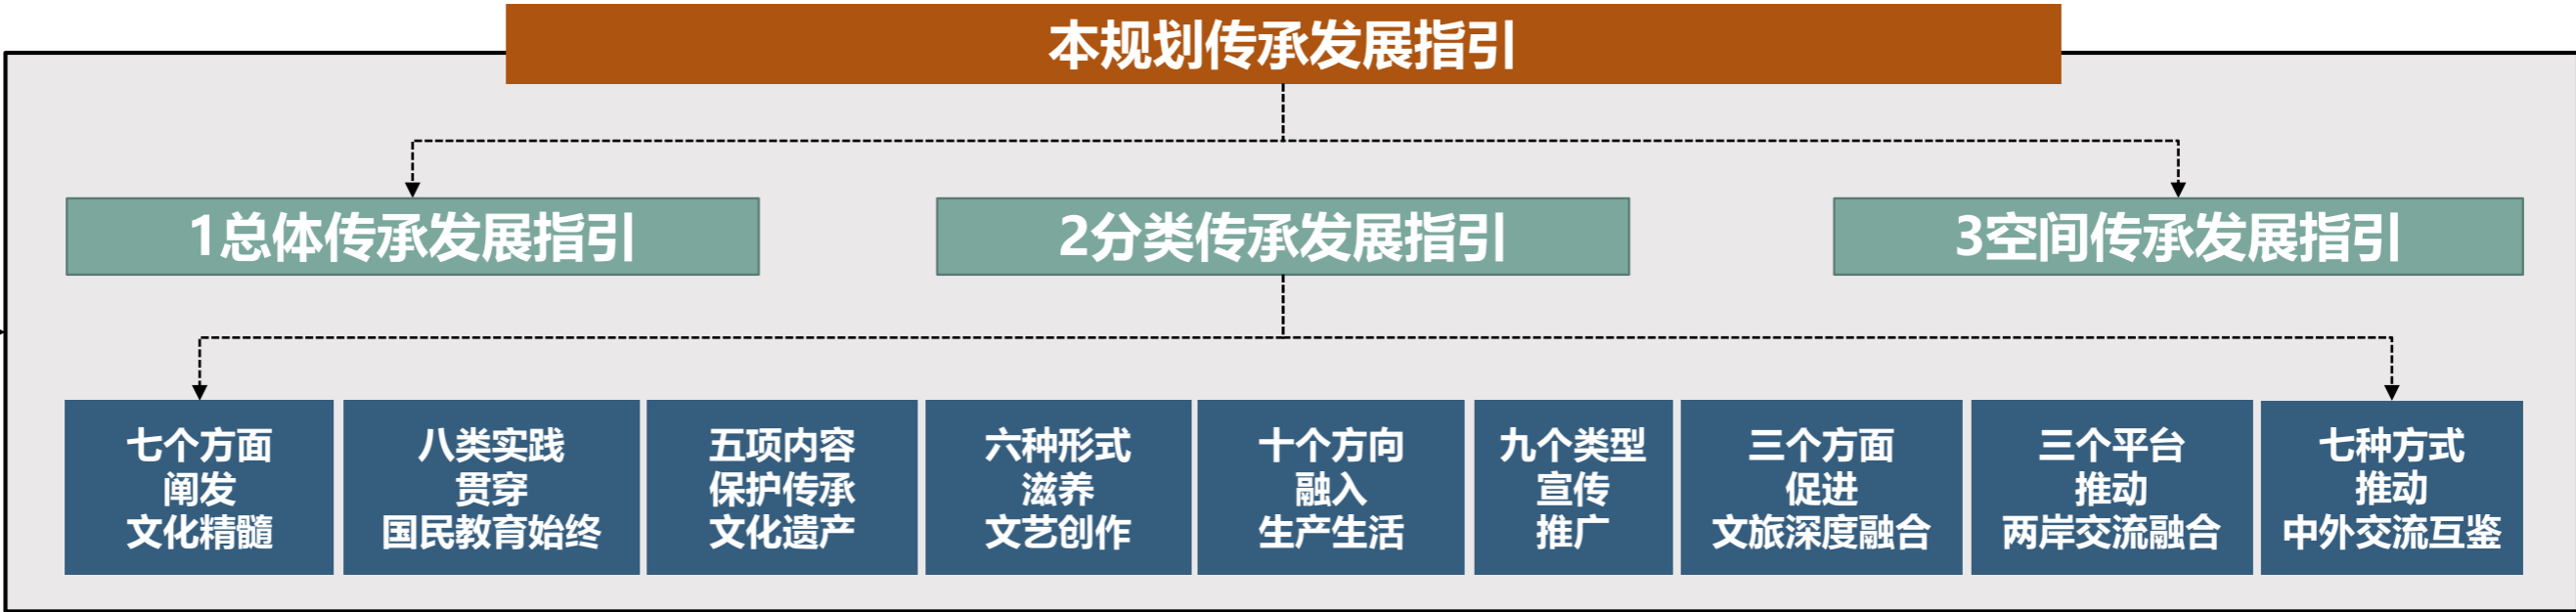 本规划传承发展指引
1总体传承发展指引
2分类传承发展指引
3空间传承发展指引
七个方面
阐发
文化精髓
八类实践
贯穿
国民教育始终
五项内容
保护传承
文化遗产
六种形式
滋养
文艺创作
十个方向
融入
生产生活
九个类型
宣传
推广
三个方面
促进
文旅深度融合
三个平台
推动
两岸交流融合
七种方式
推动
中外交流互鉴